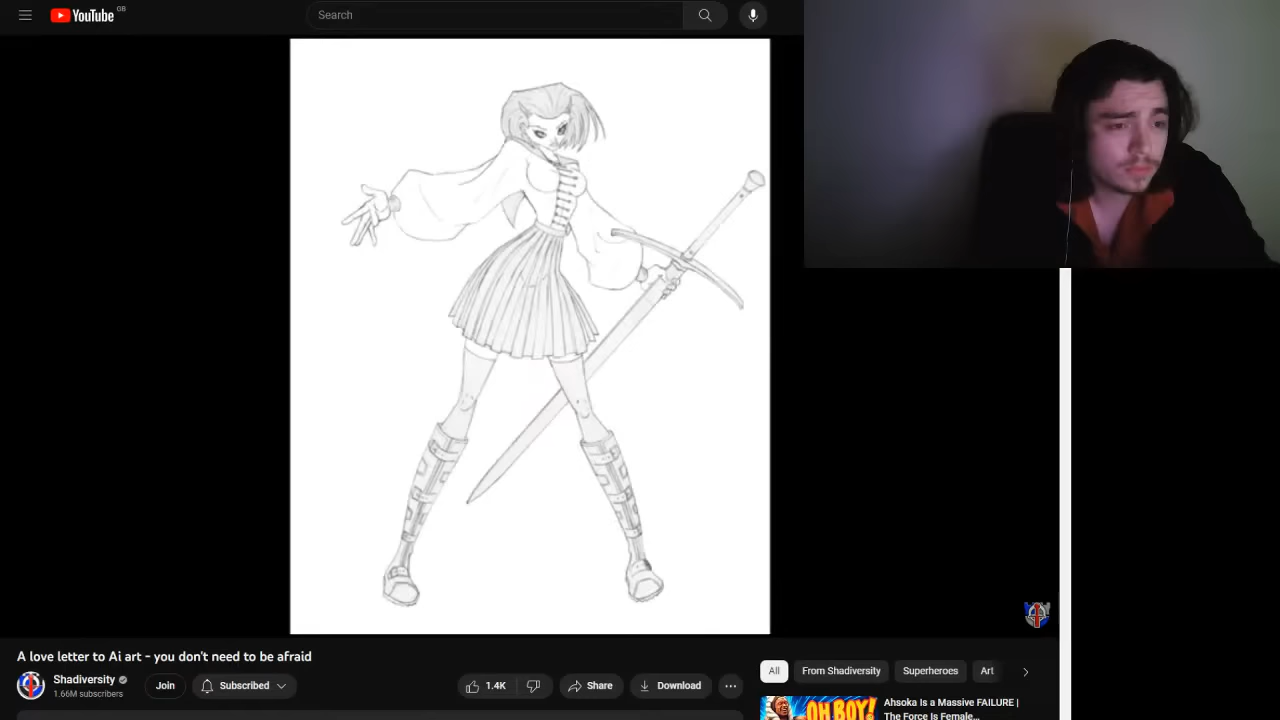 YouTube GB
Search
A love letter to Ai art - you don't need to be afraid
Shadiversity
1.66M subscribers
Join
Subscribed
1.4K
Share
Download
All
From Shadiversity
Superheroes
Art
OH BOY!
Ahsoka Is a Massive FAILURE |
The Force Is Female...